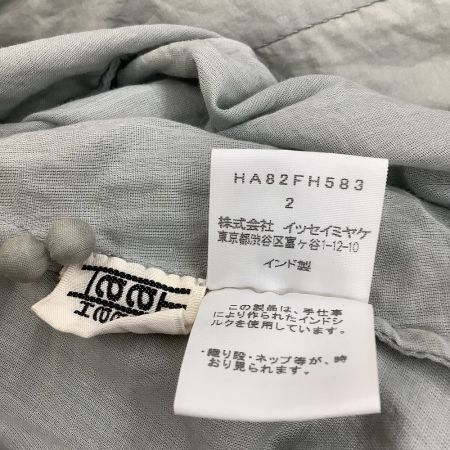 HA82FH583
2
株式会社 イッセイミヤケ
東京都渋谷区富ヶ谷1-12-10
インド製
この製品は、手仕事
により作られたインドシ
ルクを使用しています。
・織り段・ネップ等が、時
おり見られます。
HaaT